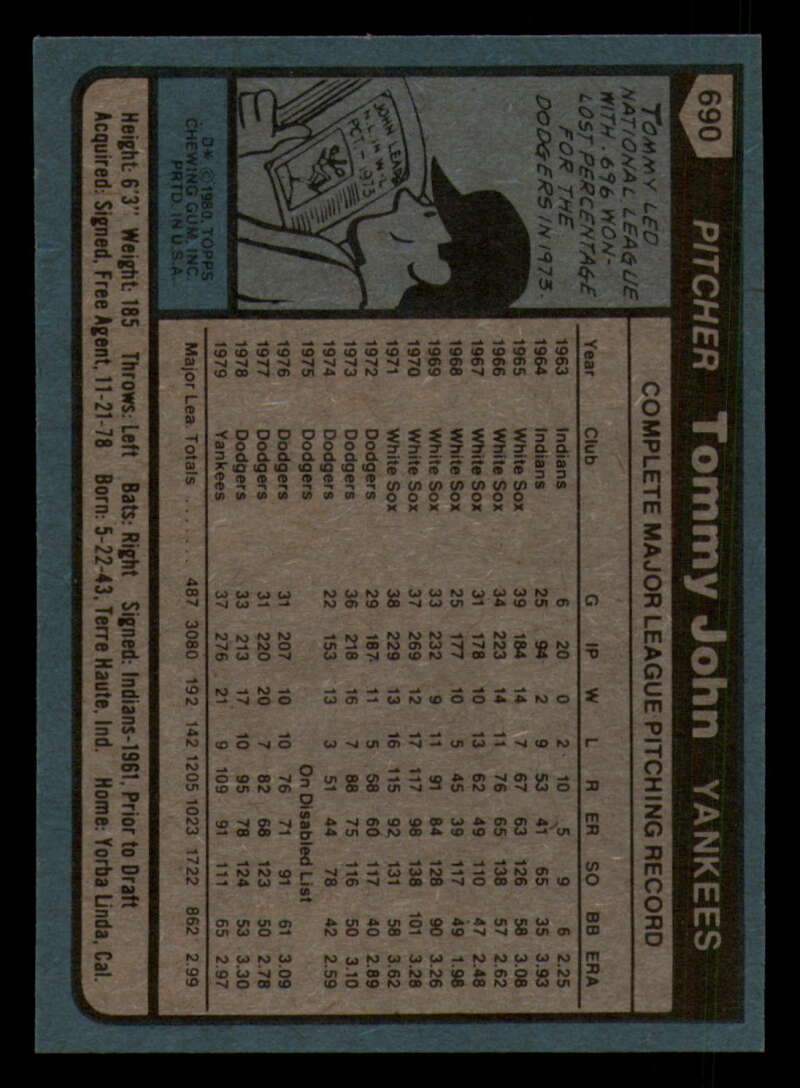 690 PITCHER Tommy John YANKEES
TOMMY LED
NATIONAL LEAGUE
WITH .696 WON-
LOST PERCENTAGE
FOR THE
DODGERS IN 1973.
JOHN LEADS
N.L. IN W-L
PCT - 1973
D* © 1980 TOPPS
CHEWING GUM, INC.
PRTD. IN U.S.A.
COMPLETE MAJOR LEAGUE PITCHING RECORD
Year Club G IP W L R ER SO BB ERA
1963 Indians 6 20 0 2 10 5 9 6 2.25
1964 Indians 25 94 2 9 53 41 65 35 3.93
1965 White Sox 39 184 14 7 67 63 126 58 3.08
1966 White Sox 34 223 14 11 76 65 138 57 2.62
1967 White Sox 31 178 10 13 62 49 110 47 2.48
1968 White Sox 25 177 10 5 45 39 117 49 1.98
1969 White Sox 33 232 9 11 91 84 128 90 3.26
1970 White Sox 37 269 12 17 117 98 138 101 3.28
1971 White Sox 38 229 13 16 115 92 131 58 3.62
1972 Dodgers 29 187 11 5 58 60 117 40 2.89
1973 Dodgers 36 218 16 7 88 75 116 50 3.10
1974 Dodgers 22 153 13 3 51 44 78 42 2.59
1975 Dodgers On Disabled List
1976 Dodgers 31 207 10 10 76 71 91 61 3.09
1977 Dodgers 31 220 20 7 82 68 123 50 2.78
1978 Dodgers 33 213 17 10 95 78 124 53 3.30
1979 Yankees 37 276 21 9 109 91 111 65 2.97
Major Lea. Totals ....... 487 3080 192 142 1205 1023 1722 862 2.99
Height: 6'3" Weight: 185 Throws: Left Bats: Right Signed: Indians-1961, Prior to Draft
Acquired: Signed, Free Agent, 11-21-78 Born: 5-22-43, Terre Haute, Ind. Home: Yorba Linda, Cal.